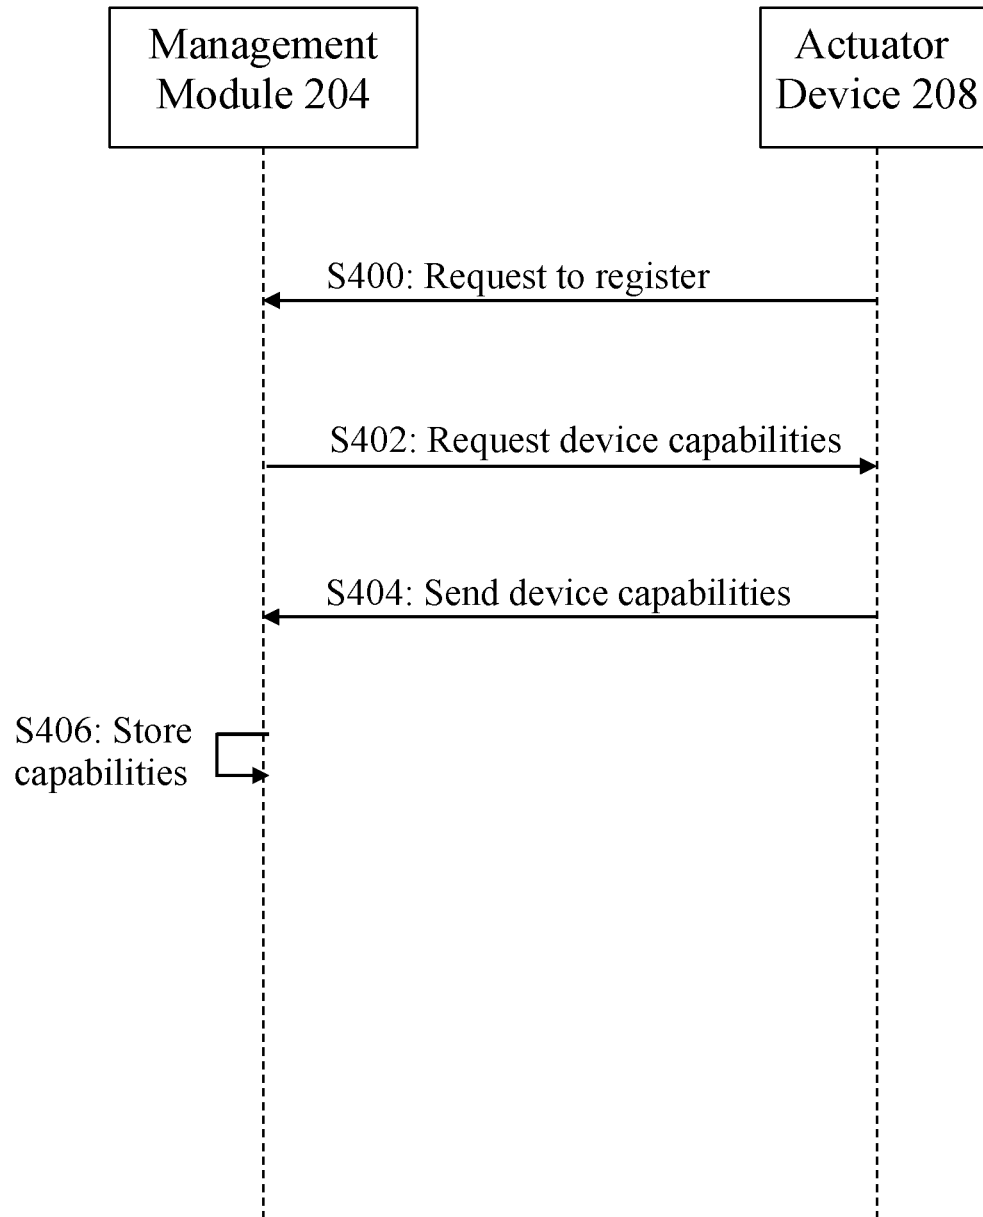 Management
Module 204
Actuator
Device 208
S400: Request to register
S402: Request device capabilities
S404: Send device capabilities
S406: Store
capabilities